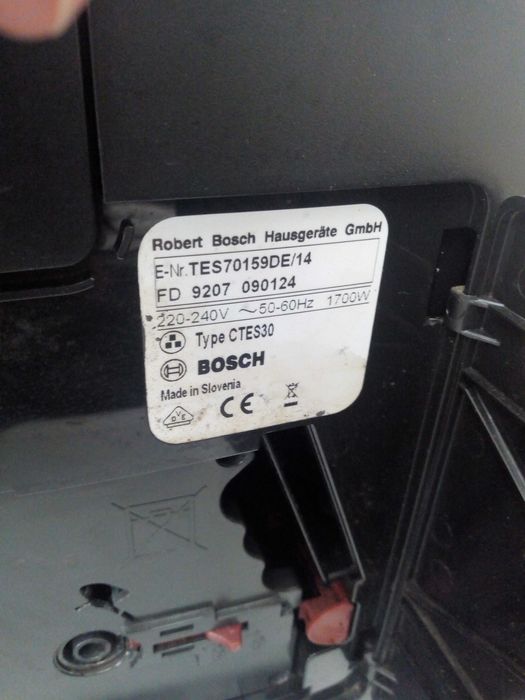 Robert Bosch Hausgeräte GmbH
E-Nr. TES70159DE/14
FD 9207 090124
220-240V ~50-60Hz 1700W
Type CTES30
BOSCH
Made in Slovenia
DVE
CE